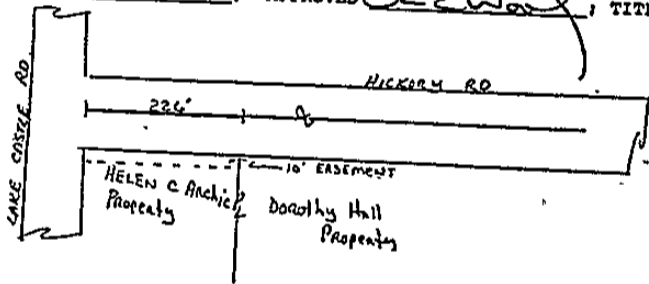 TITL
HICKORY RD
LAKE CASTLE RD
226'
10' EASEMENT
HELEN C Archie
Property
Dorothy Hall
Property